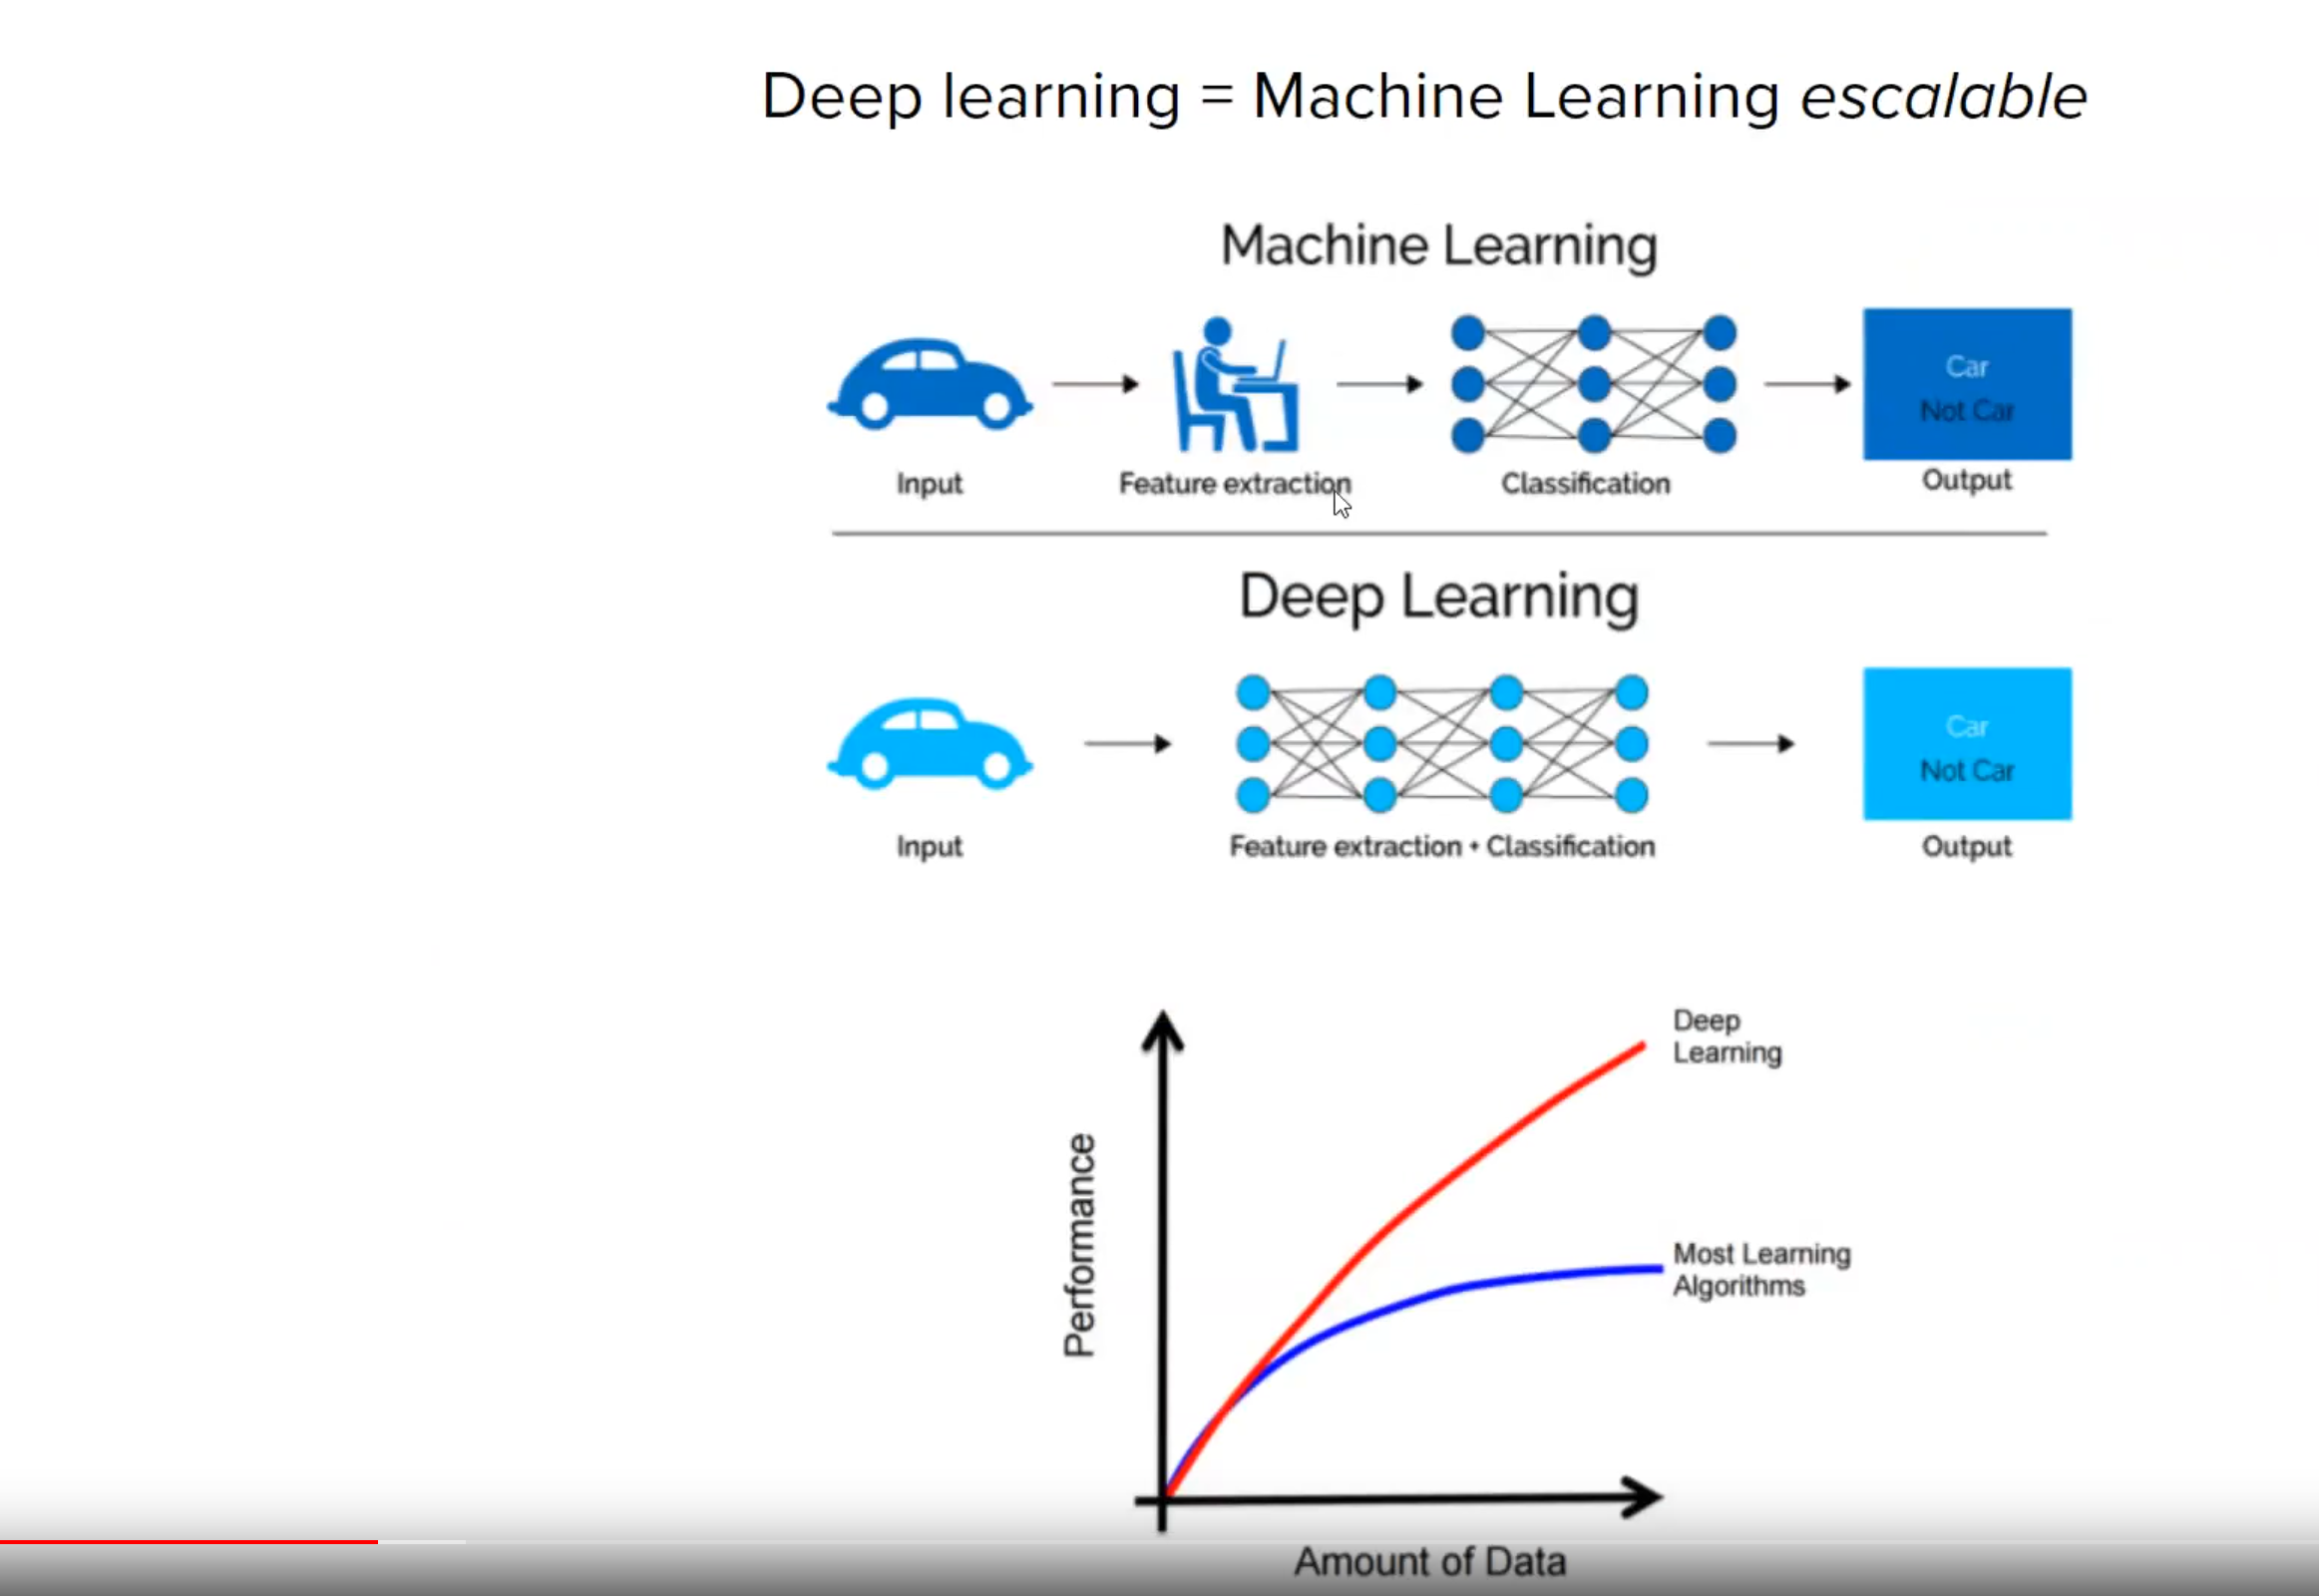 Deep learning = Machine Learning escalable
Machine Learning
Car
Not Car
Input
Feature extraction
Classification
Output
Deep Learning
Car
Not Car
Input
Feature extraction + Classification
Output
Deep
Learning
Performance
Most Learning
Algorithms
Amount of Data